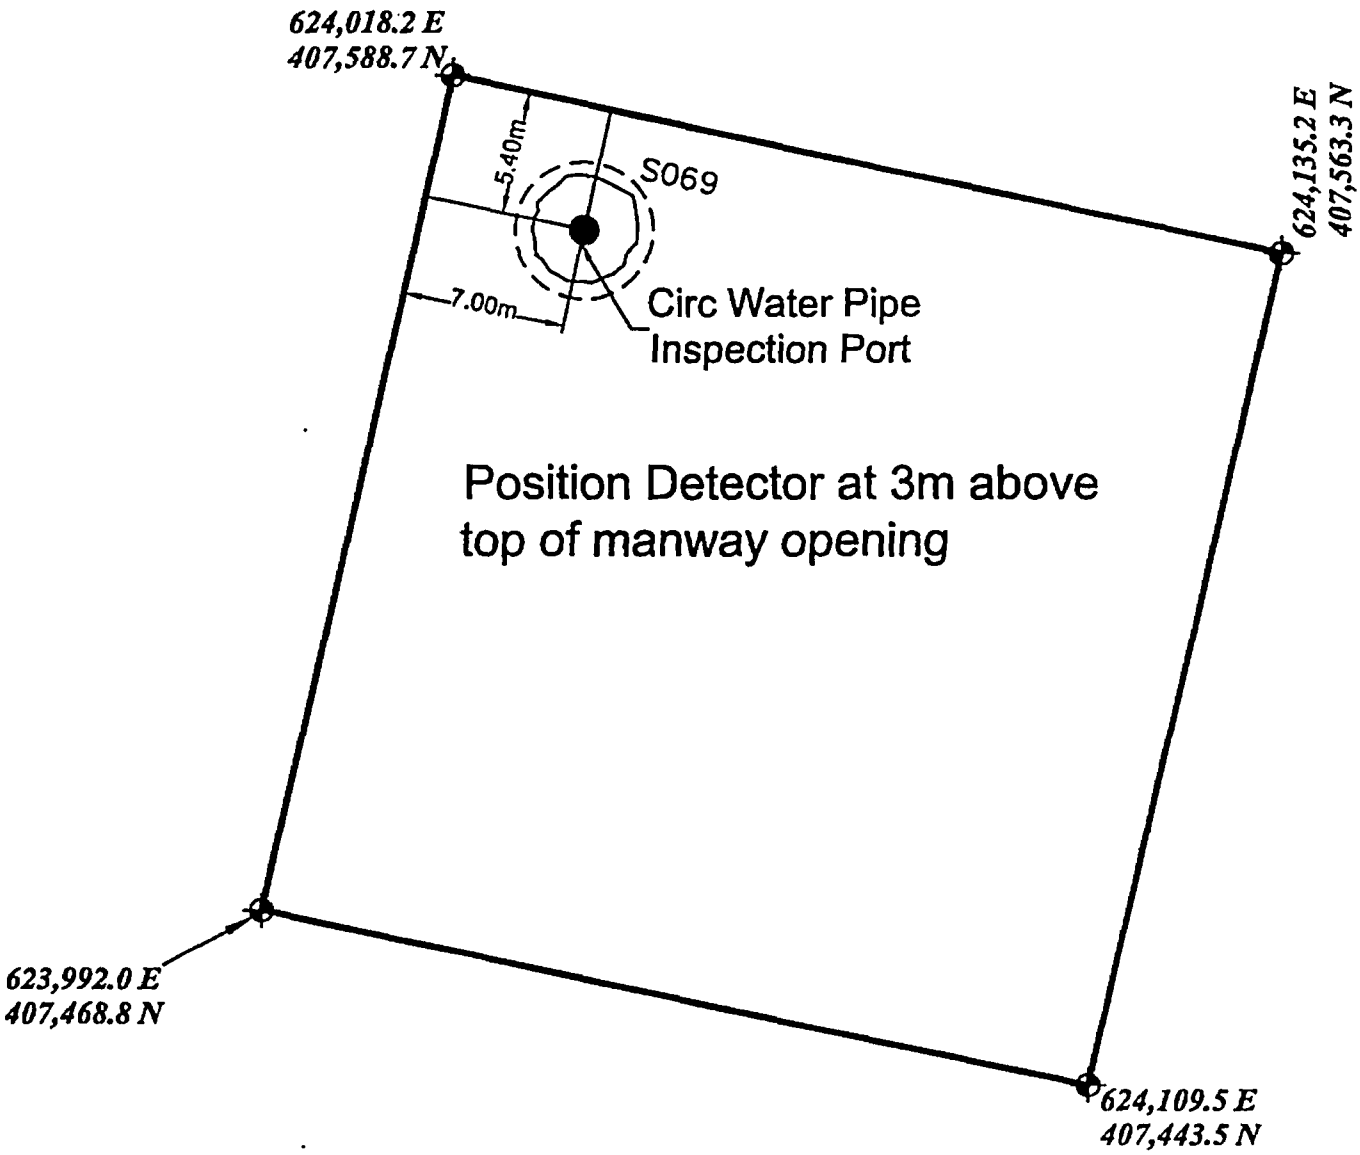 624,018.2 E
407,588.7 N
624,135.2 E
407,563.3 N
5.40m
S069
7.00m
Circ Water Pipe
Inspection Port
Position Detector at 3m above
top of manway opening
623,992.0 E
407,468.8 N
624,109.5 E
407,443.5 N